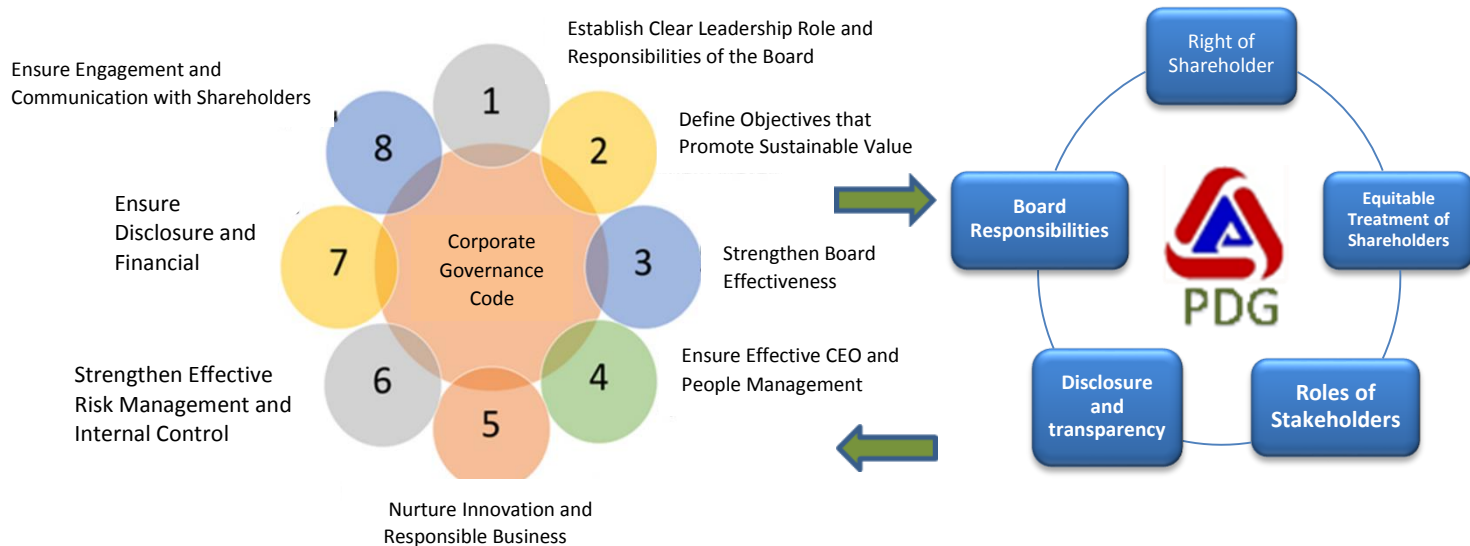 Establish Clear Leadership Role and
Responsibilities of the Board
1
Define Objectives that
Promote Sustainable Value
2
Strengthen Board
Effectiveness
3
Ensure Effective CEO and
People Management
4
Nurture Innovation and
Responsible Business
5
Strengthen Effective
Risk Management and
Internal Control
6
Ensure
Disclosure and
Financial
7
Ensure Engagement and
Communication with Shareholders
8
Corporate
Governance
Code
Right of
Shareholder
Equitable
Treatment of
Shareholders
Roles of
Stakeholders
Disclosure
and
transparency
Board
Responsibilities
PDG